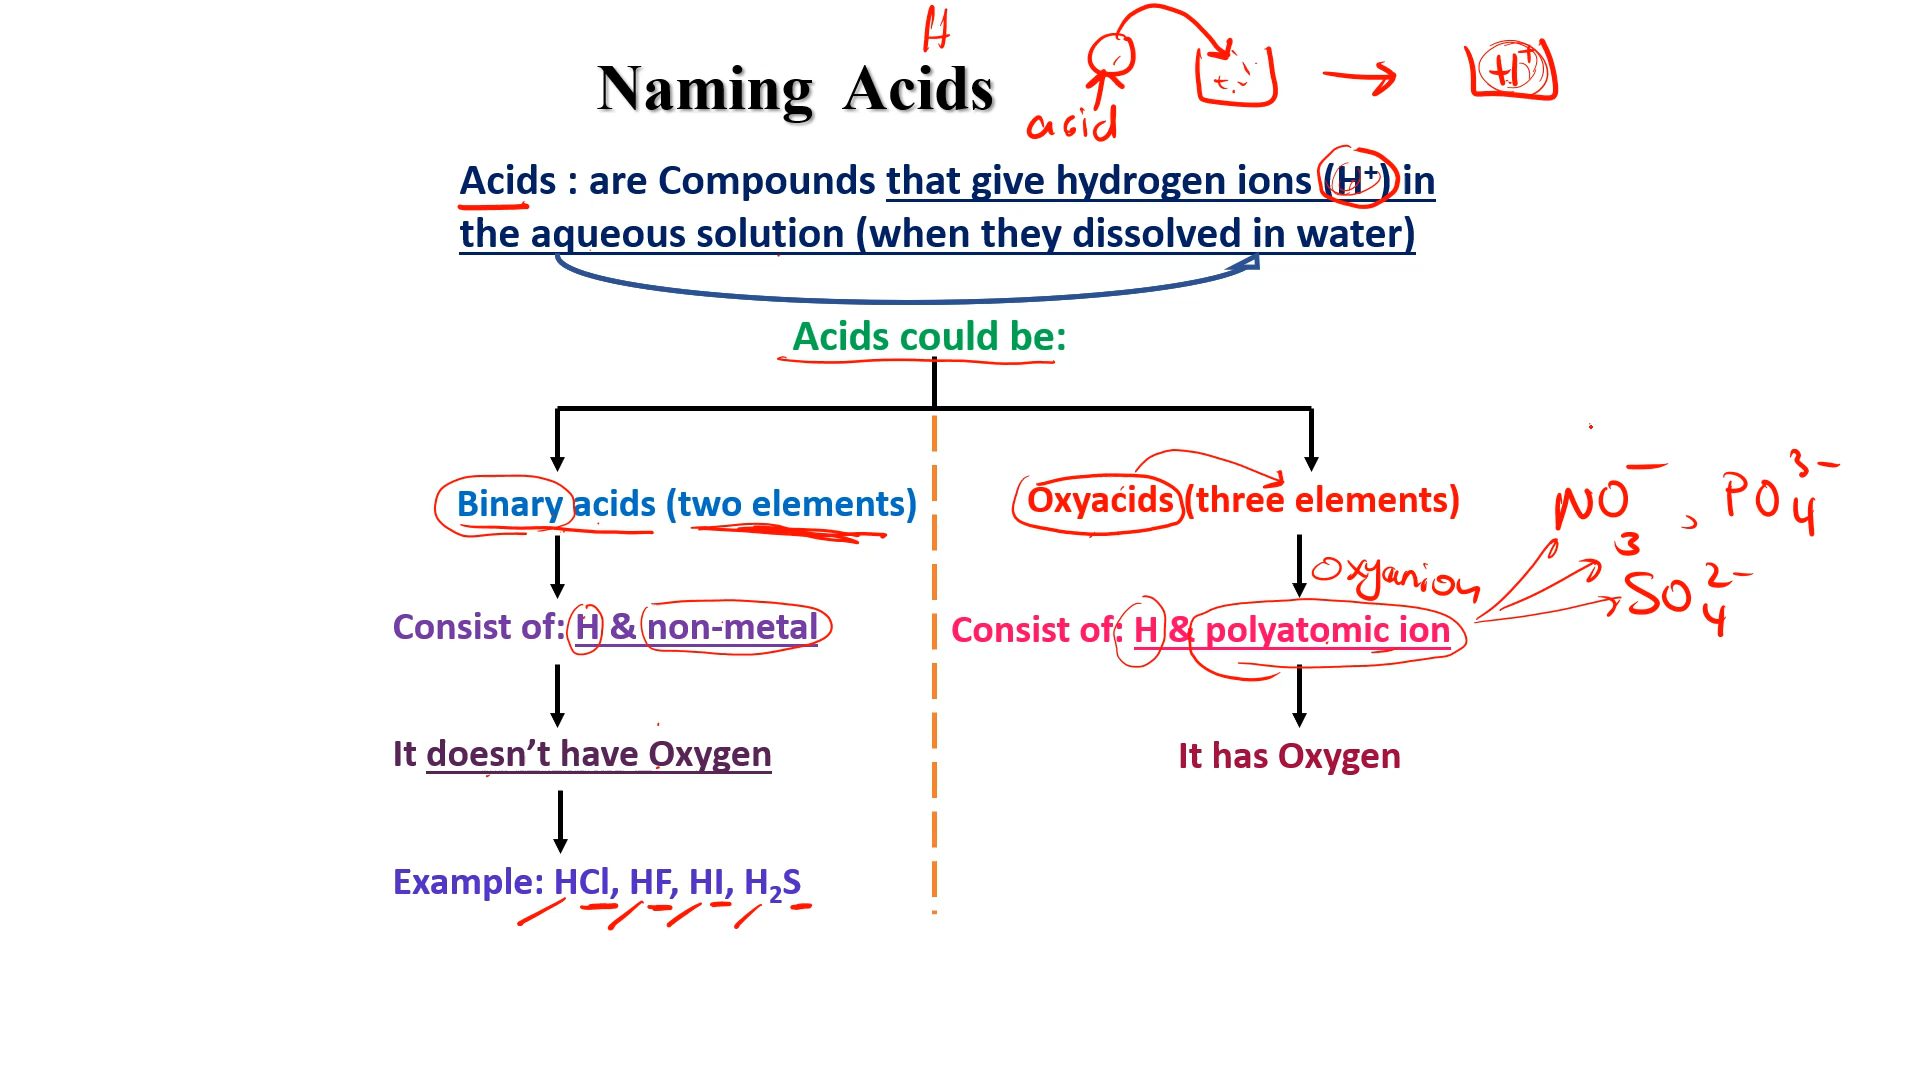 H
Naming Acids
acid
H⁺
Acids : are Compounds that give hydrogen ions (H⁺) in
the aqueous solution (when they dissolved in water)
Acids could be:
Binary acids (two elements)
Consist of: H & non-metal
It doesn’t have Oxygen
Example: HCl, HF, HI, H₂S
Oxyacids (three elements)
oxyanion
Consist of: H & polyatomic ion
It has Oxygen
NO₃⁻ , PO₄³⁻
SO₄²⁻